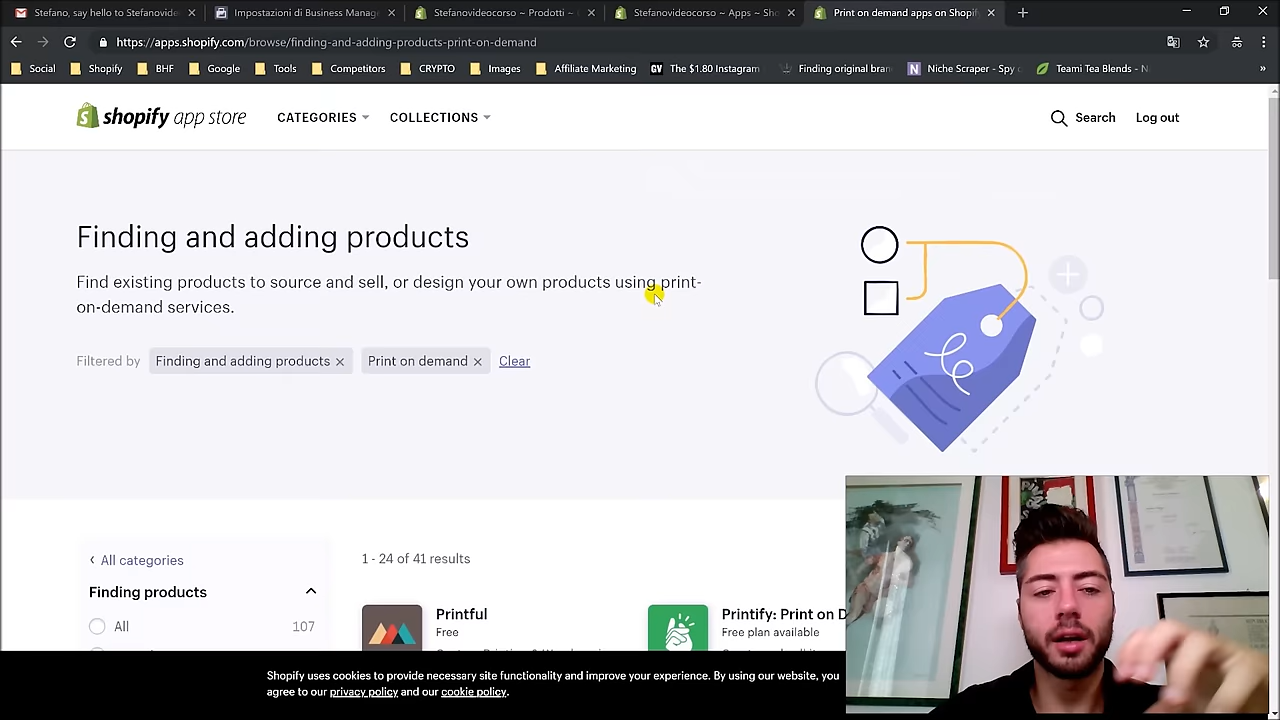 Stefano, say hello to Stefanovide
Impostazioni di Business Manag
Stefanovideocorso ~ Prodotti ~
Stefanovideocorso ~ Apps ~ Sho
Print on demand apps on Shopif
https://apps.shopify.com/browse/finding-and-adding-products-print-on-demand
Social
Shopify
BHF
Google
Tools
Competitors
CRYPTO
Images
Affiliate Marketing
GV The $1.80 Instagram
Finding original bran
N Niche Scraper - Spy
Teami Tea Blends - N
»
shopify app store
CATEGORIES
COLLECTIONS
Search
Log out
Finding and adding products
Find existing products to source and sell, or design your own products using print-
on-demand services.
Filtered by
Finding and adding products ×
Print on demand ×
Clear
‹ All categories
1 - 24 of 41 results
Finding products
Printful
Free
Printify: Print on D
Free plan available
All
107
Shopify uses cookies to provide necessary site functionality and improve your experience. By using our website, you
agree to our privacy policy and our cookie policy.